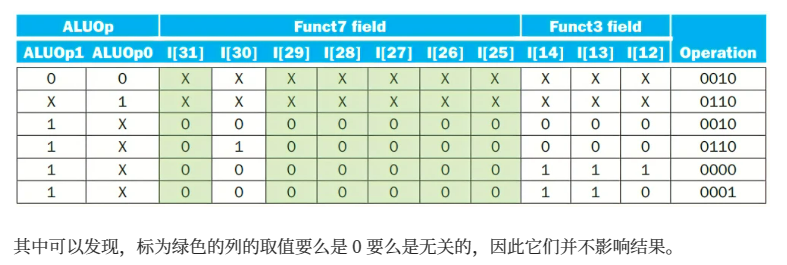 ALUOp Funct7 field Funct3 field
ALUOp1 ALUOp0 I[31] I[30] I[29] I[28] I[27] I[26] I[25] I[14] I[13] I[12] Operation
0 0 X X X X X X X X X X 0010
X 1 X X X X X X X X X X 0110
1 X 0 0 0 0 0 0 0 0 0 0 0010
1 X 0 1 0 0 0 0 0 0 0 0 0110
1 X 0 0 0 0 0 0 0 1 1 1 0000
1 X 0 0 0 0 0 0 0 1 1 0 0001
其中可以发现，标为绿色的列的取值要么是 0 要么是无关的，因此它们并不影响结果。